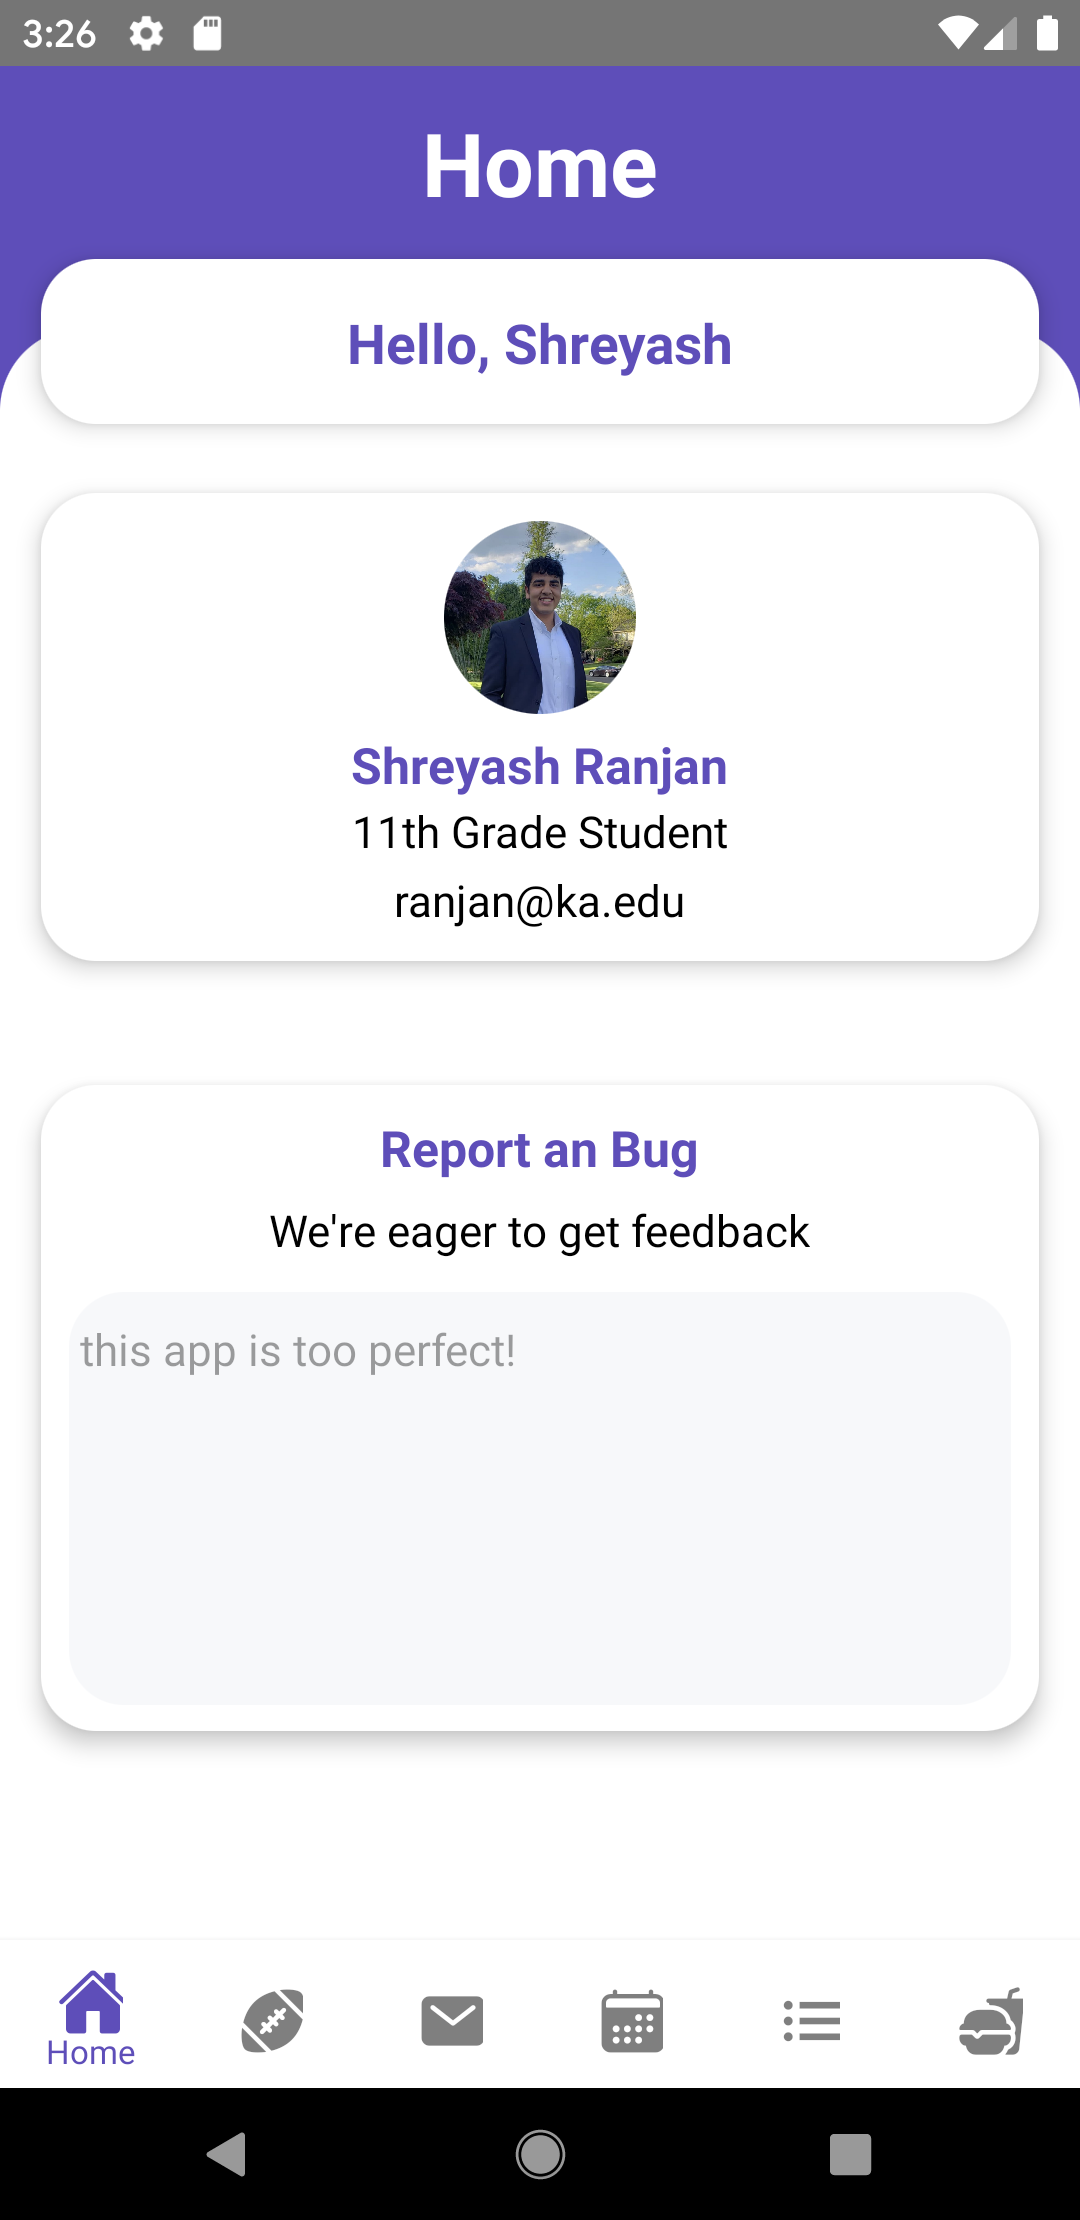 3:26
Home
Hello, Shreyash
Shreyash Ranjan
11th Grade Student
ranjan@ka.edu
Report an Bug
We're eager to get feedback
this app is too perfect!
Home